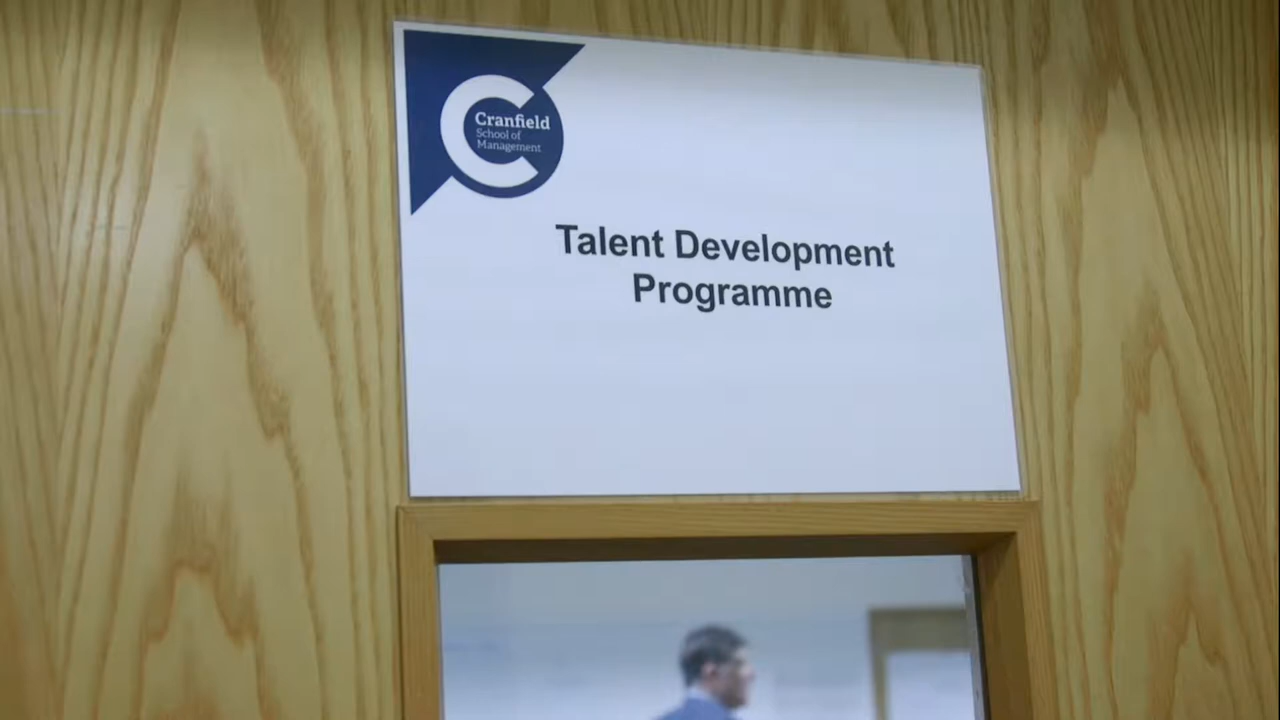 Cranfield
School of
Management
Talent Development
Programme